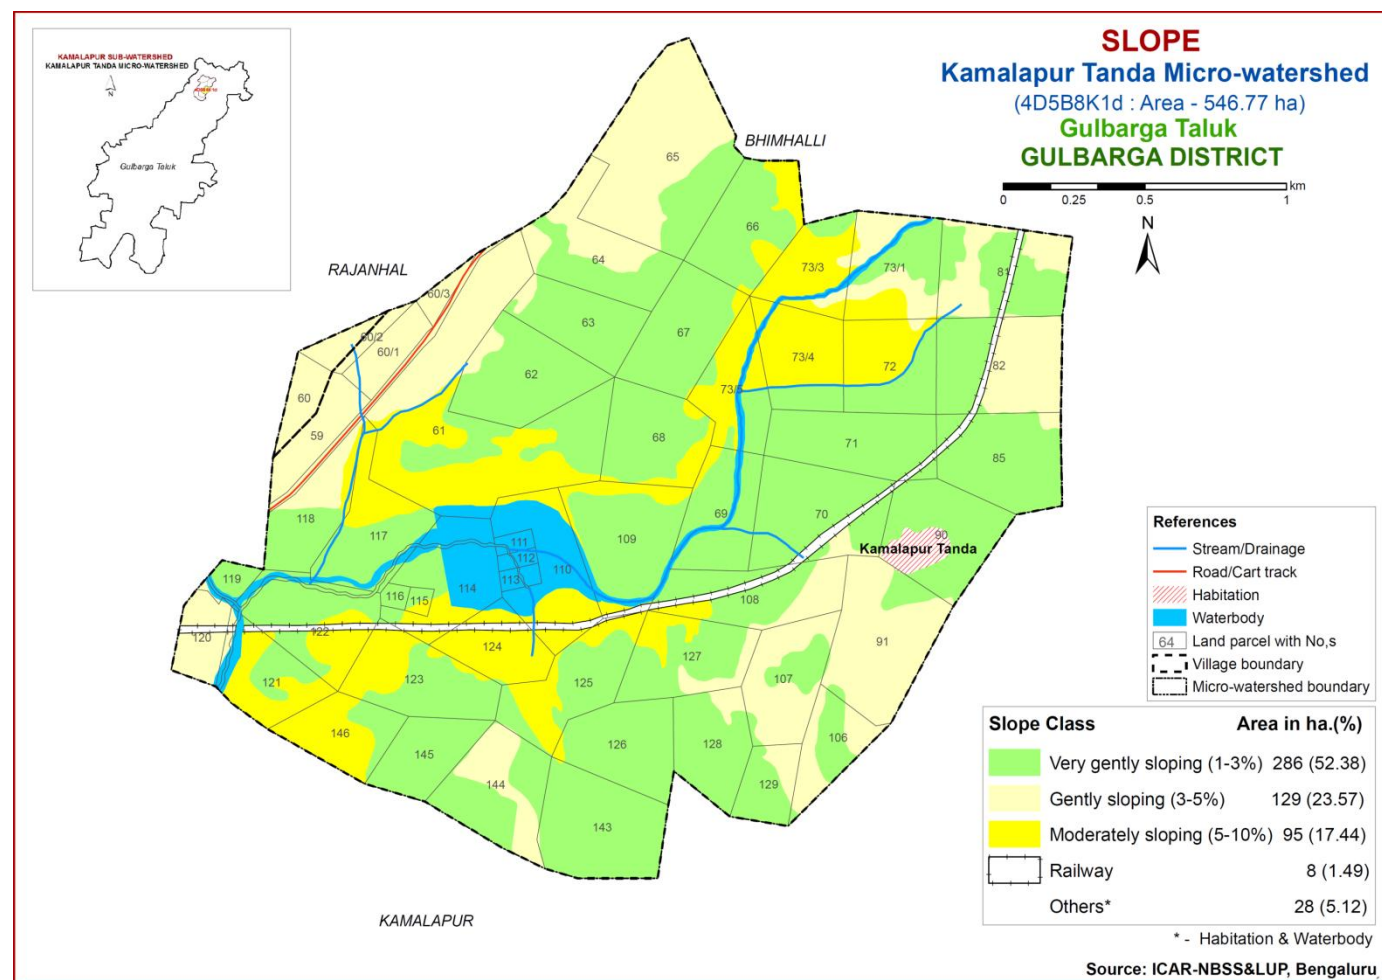 SLOPE
Kamalapur Tanda Micro-watershed
(4D5B8K1d : Area - 546.77 ha)
Gulbarga Taluk
GULBARGA DISTRICT
km
0 0.25 0.5 1
N
KAMALAPUR SUB-WATERSHED
KAMALAPUR TANDA MICRO-WATERSHED
N
Gulbarga Taluk
BHIMHALLI
RAJANHAL
KAMALAPUR
65
66
64
73/3
73/1
81
60/3
63
67
60/2
60/1
73/4
72
82
62
73/5
60
59
61
68
71
85
118
117
69
70
90
Kamalapur Tanda
111
109
112
110
113
114
119
116
115
108
120
122
124
91
127
107
121
123
125
106
146
145
126
128
144
129
143
References
Stream/Drainage
Road/Cart track
Habitation
Waterbody
64 Land parcel with No,s
Village boundary
Micro-watershed boundary
Slope Class Area in ha.(%)
Very gently sloping (1-3%) 286 (52.38)
Gently sloping (3-5%) 129 (23.57)
Moderately sloping (5-10%) 95 (17.44)
Railway 8 (1.49)
Others* 28 (5.12)
* - Habitation & Waterbody
Source: ICAR-NBSS&LUP, Bengaluru